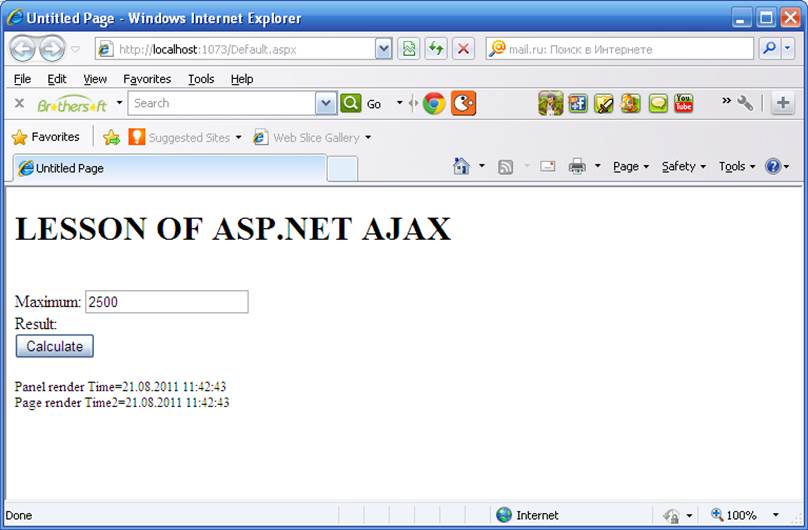 Untitled Page - Windows Internet Explorer
http://localhost:1073/Default.aspx
mail.ru: Поиск в Интернете
File Edit View Favorites Tools Help
Brothersoft Search Go You Tube
Favorites Suggested Sites Web Slice Gallery
Untitled Page Page Safety Tools
LESSON OF ASP.NET AJAX
Maximum: 2500
Result:
Calculate
Panel render Time=21.08.2011 11:42:43
Page render Time2=21.08.2011 11:42:43
Done Internet 100%